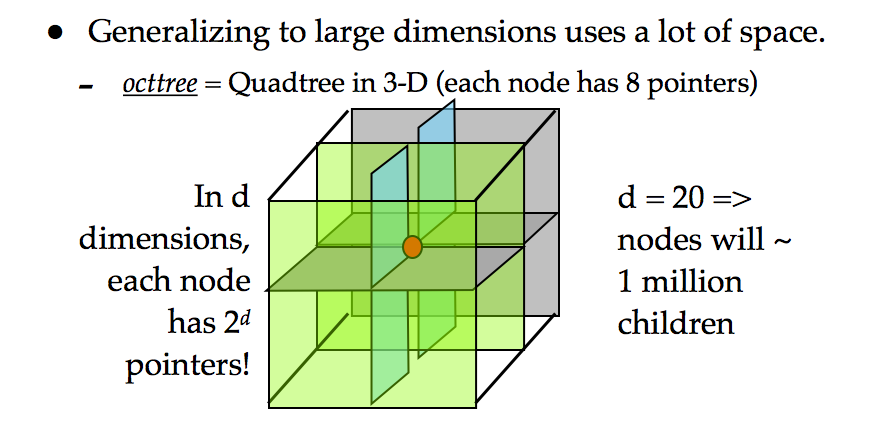 ● Generalizing to large dimensions uses a lot of space.
– octtree = Quadtree in 3-D (each node has 8 pointers)
In d
dimensions,
each node
has 2ᵈ
pointers!
d = 20 =>
nodes will ~
1 million
children